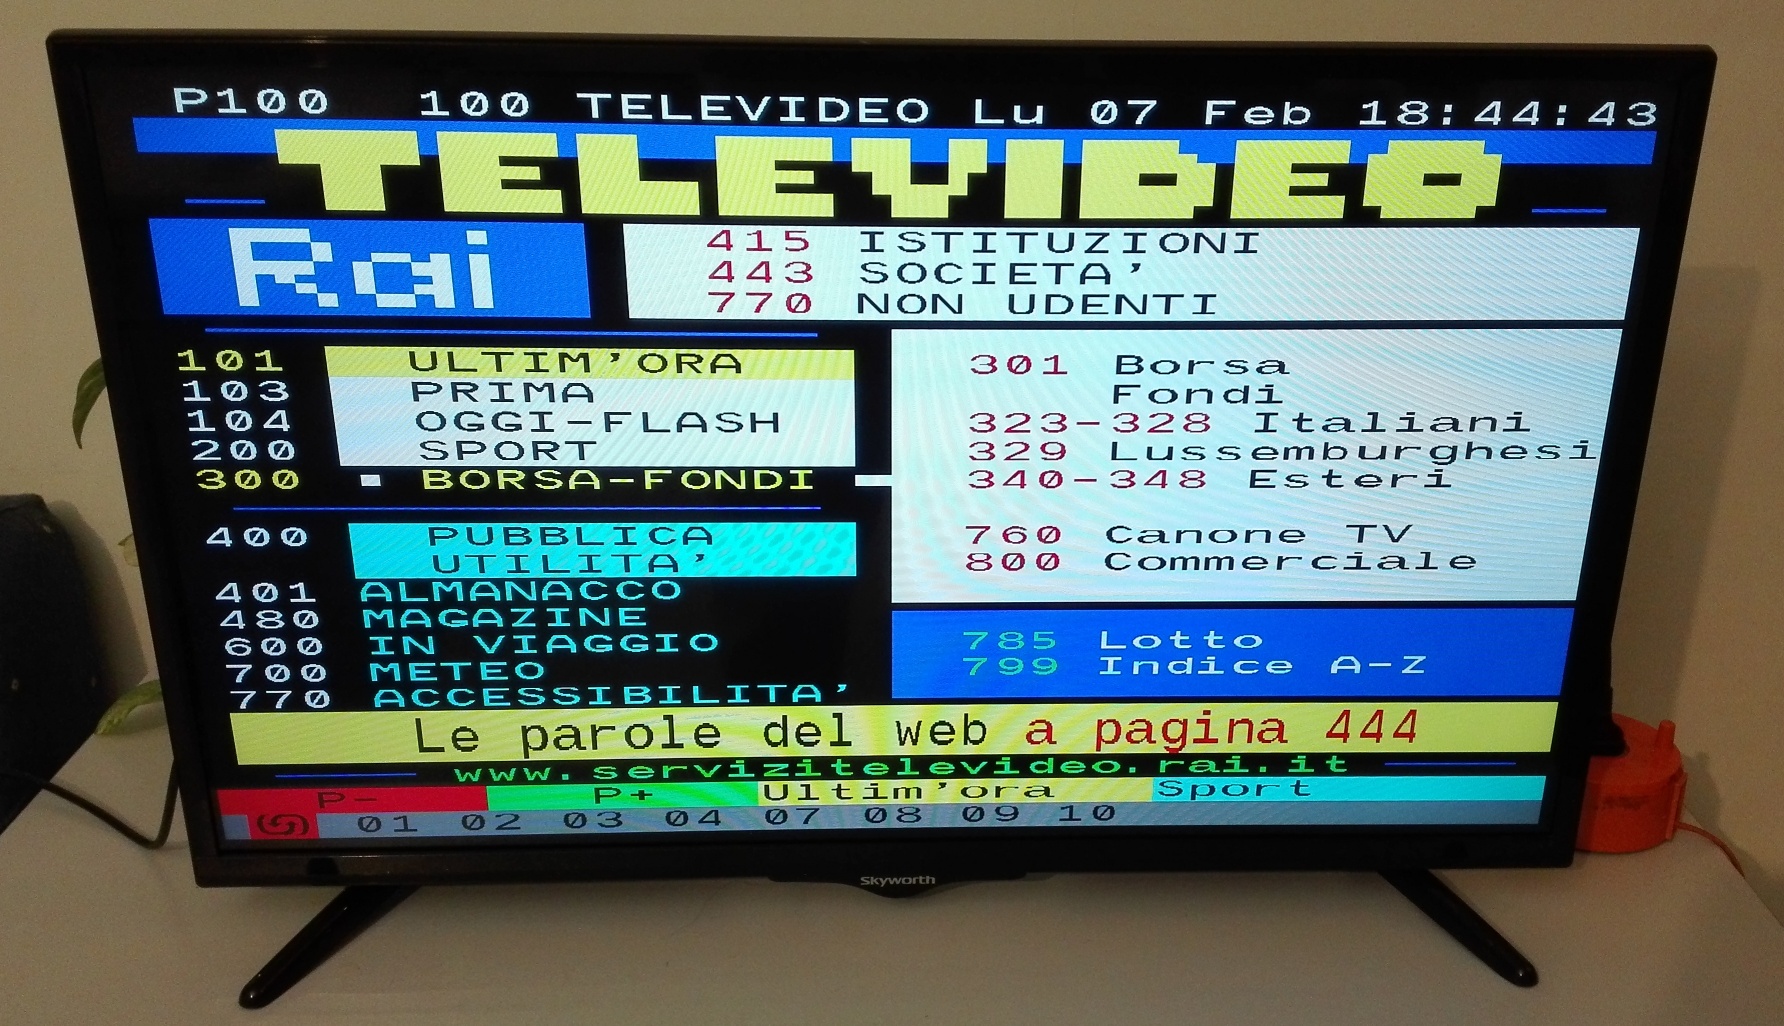 P100 100 TELEVIDEO Lu 07 Feb 18:44:43
TELEVIDEO
Rai
415 ISTITUZIONI
443 SOCIETA'
770 NON UDENTI
101 ULTIM'ORA
103 PRIMA
104 OGGI-FLASH
200 SPORT
300 BORSA-FONDI
301 Borsa
Fondi
323-328 Italiani
329 Lussemburghesi
340-348 Esteri
760 Canone TV
800 Commerciale
400 PUBBLICA
UTILITA'
401 ALMANACCO
480 MAGAZINE
600 IN VIAGGIO
700 METEO
770 ACCESSIBILITA'
785 Lotto
799 Indice A-Z
Le parole del web a pagina 444
www.servizitelevideo.rai.it
P- P+ Ultim'ora Sport
01 02 03 04 07 08 09 10
Skyworth